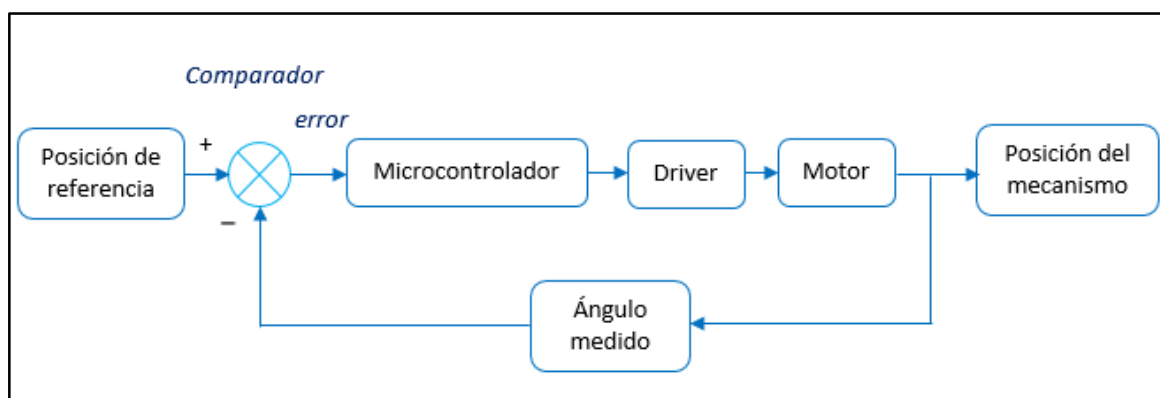 Comparador
error
+
Posición de
referencia
Microcontrolador
Driver
Motor
Posición del
mecanismo
−
Ángulo
medido